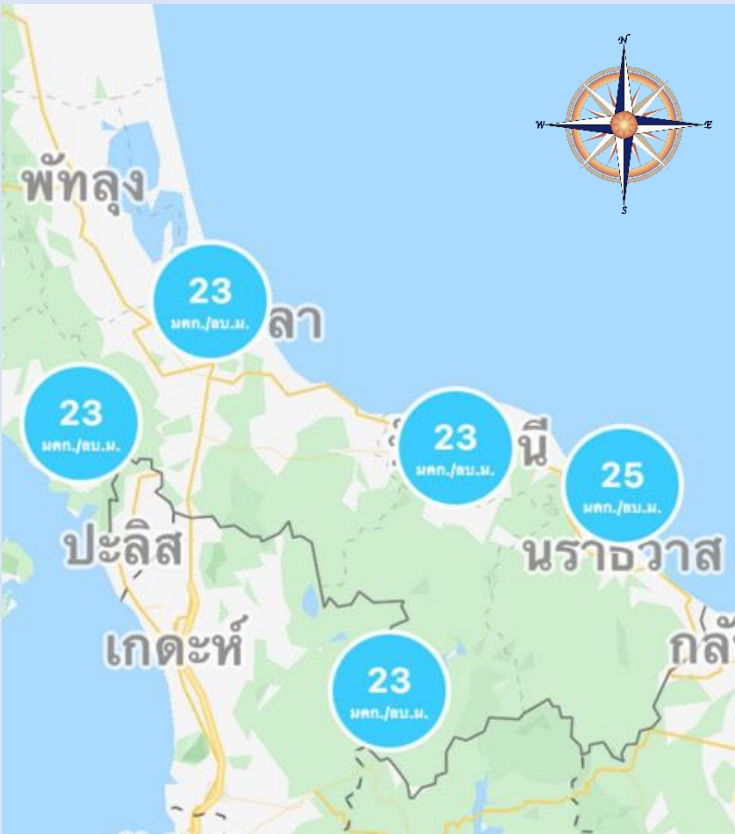 N
W
E
S
พัทลุง
23
มคก./ลบ.ม.
ลา
23
มคก./ลบ.ม.
23
มคก./ลบ.ม.
นี
25
มคก./ลบ.ม.
ปะลิส
นราธิวาส
เกดะห์
กลั
23
มคก./ลบ.ม.